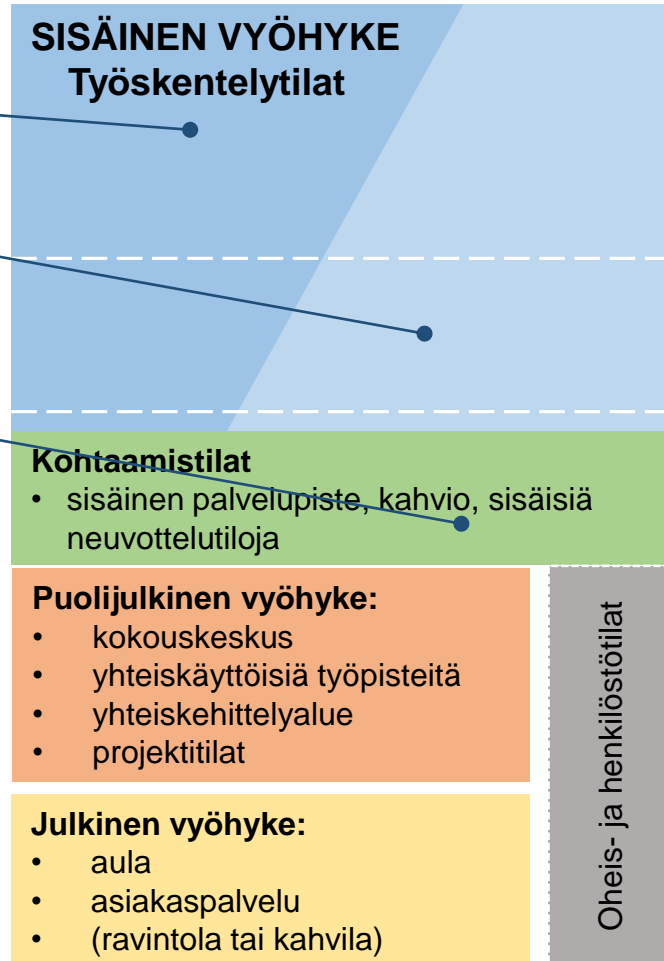 SISÄINEN VYÖHYKE
Työskentelytilat
Kohtaamistilat
• sisäinen palvelupiste, kahvio, sisäisiä
neuvottelutiloja
Puolijulkinen vyöhyke:
• kokouskeskus
• yhteiskäyttöisiä työpisteitä
• yhteiskehittelyalue
• projektitilat
Oheis- ja henkilöstötilat
Julkinen vyöhyke:
• aula
• asiakaspalvelu
• (ravintola tai kahvila)